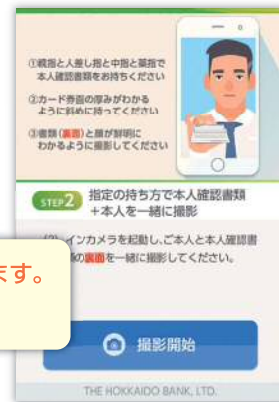 ①親指と人差し指と中指と薬指で
本人確認書類をお持ちください
②カード券面の厚みがわかる
ように斜めに持ってください
③書類(裏面)と顔が鮮明に
わかるように撮影してください
STEP2 指定の持ち方で本人確認書類
+本人を一緒に撮影
インカメラを起動し、ご本人と本人確認書
の裏面を一緒に撮影してください。
ます。
撮影開始
THE HOKKAIDO BANK, LTD.